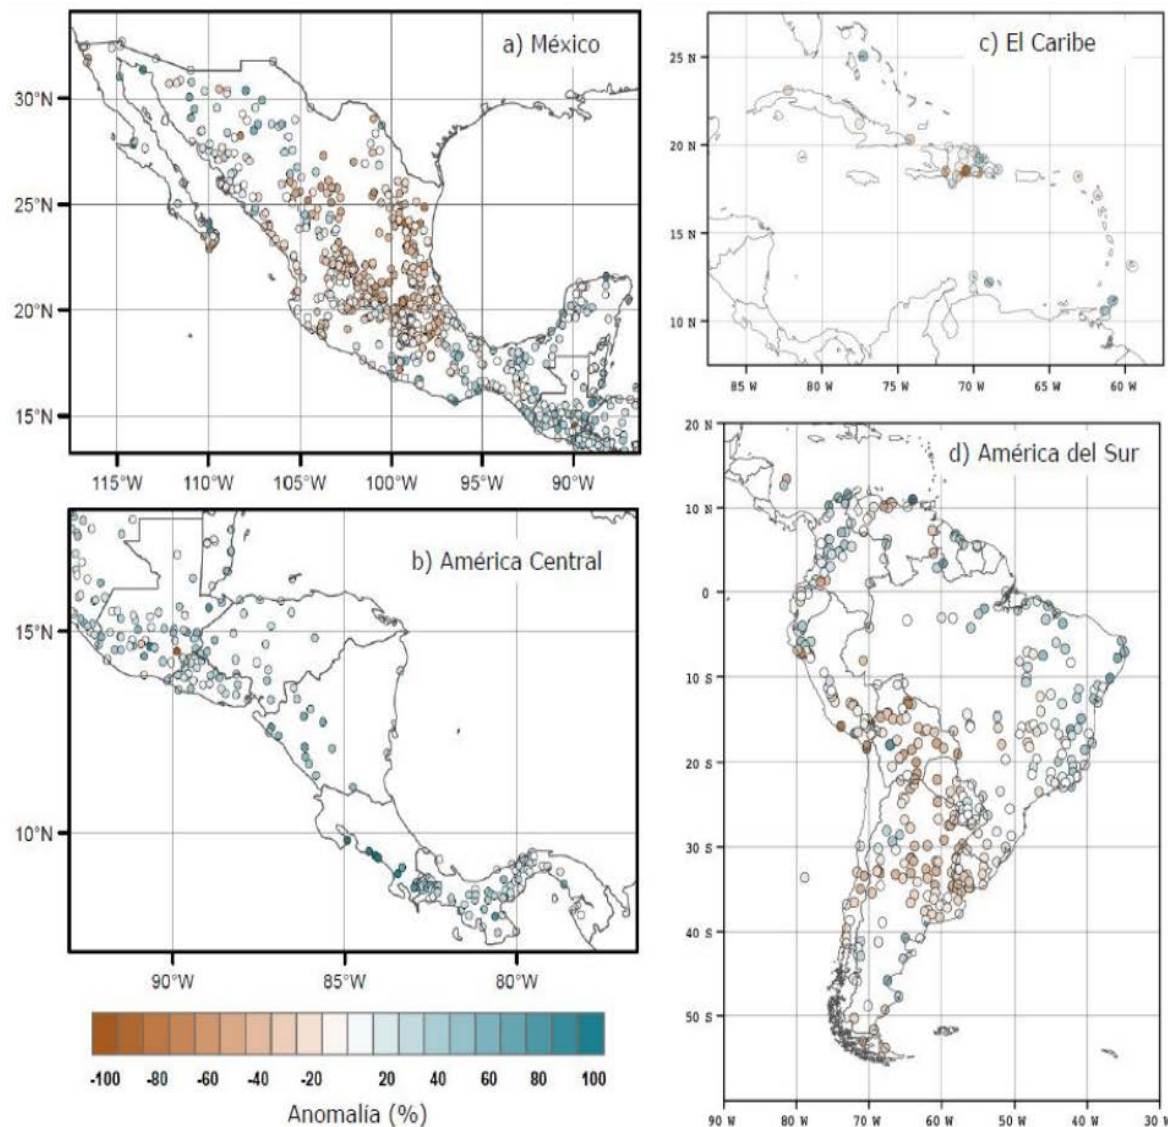 a) México
30°N
25°N
20°N
15°N
115°W 110°W 105°W 100°W 95°W 90°W
b) América Central
15°N
10°N
90°W 85°W 80°W
-100 -80 -60 -40 -20 20 40 60 80 100
Anomalía (%)
c) El Caribe
25 N
20 N
15 N
10 N
85 W 80 W 75 W 70 W 65 W 60 W
d) América del Sur
20 N
10 N
0
10 S
20 S
30 S
40 S
50 S
90 W 80 W 70 W 60 W 50 W 40 W 30 W